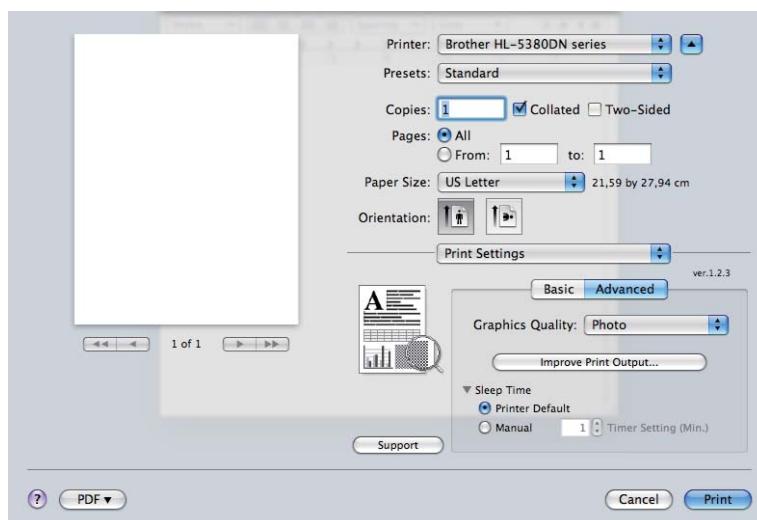 Printer: Brother HL-5380DN series
Presets: Standard
Copies: 1 Collated Two-Sided
Pages: All
From: 1 to: 1
Paper Size: US Letter 21,59 by 27,94 cm
Orientation:
Print Settings
ver.1.2.3
Basic Advanced
A
Graphics Quality: Photo
1 of 1
Improve Print Output...
Sleep Time
Printer Default
Manual 1 Timer Setting (Min.)
Support
? PDF Cancel Print